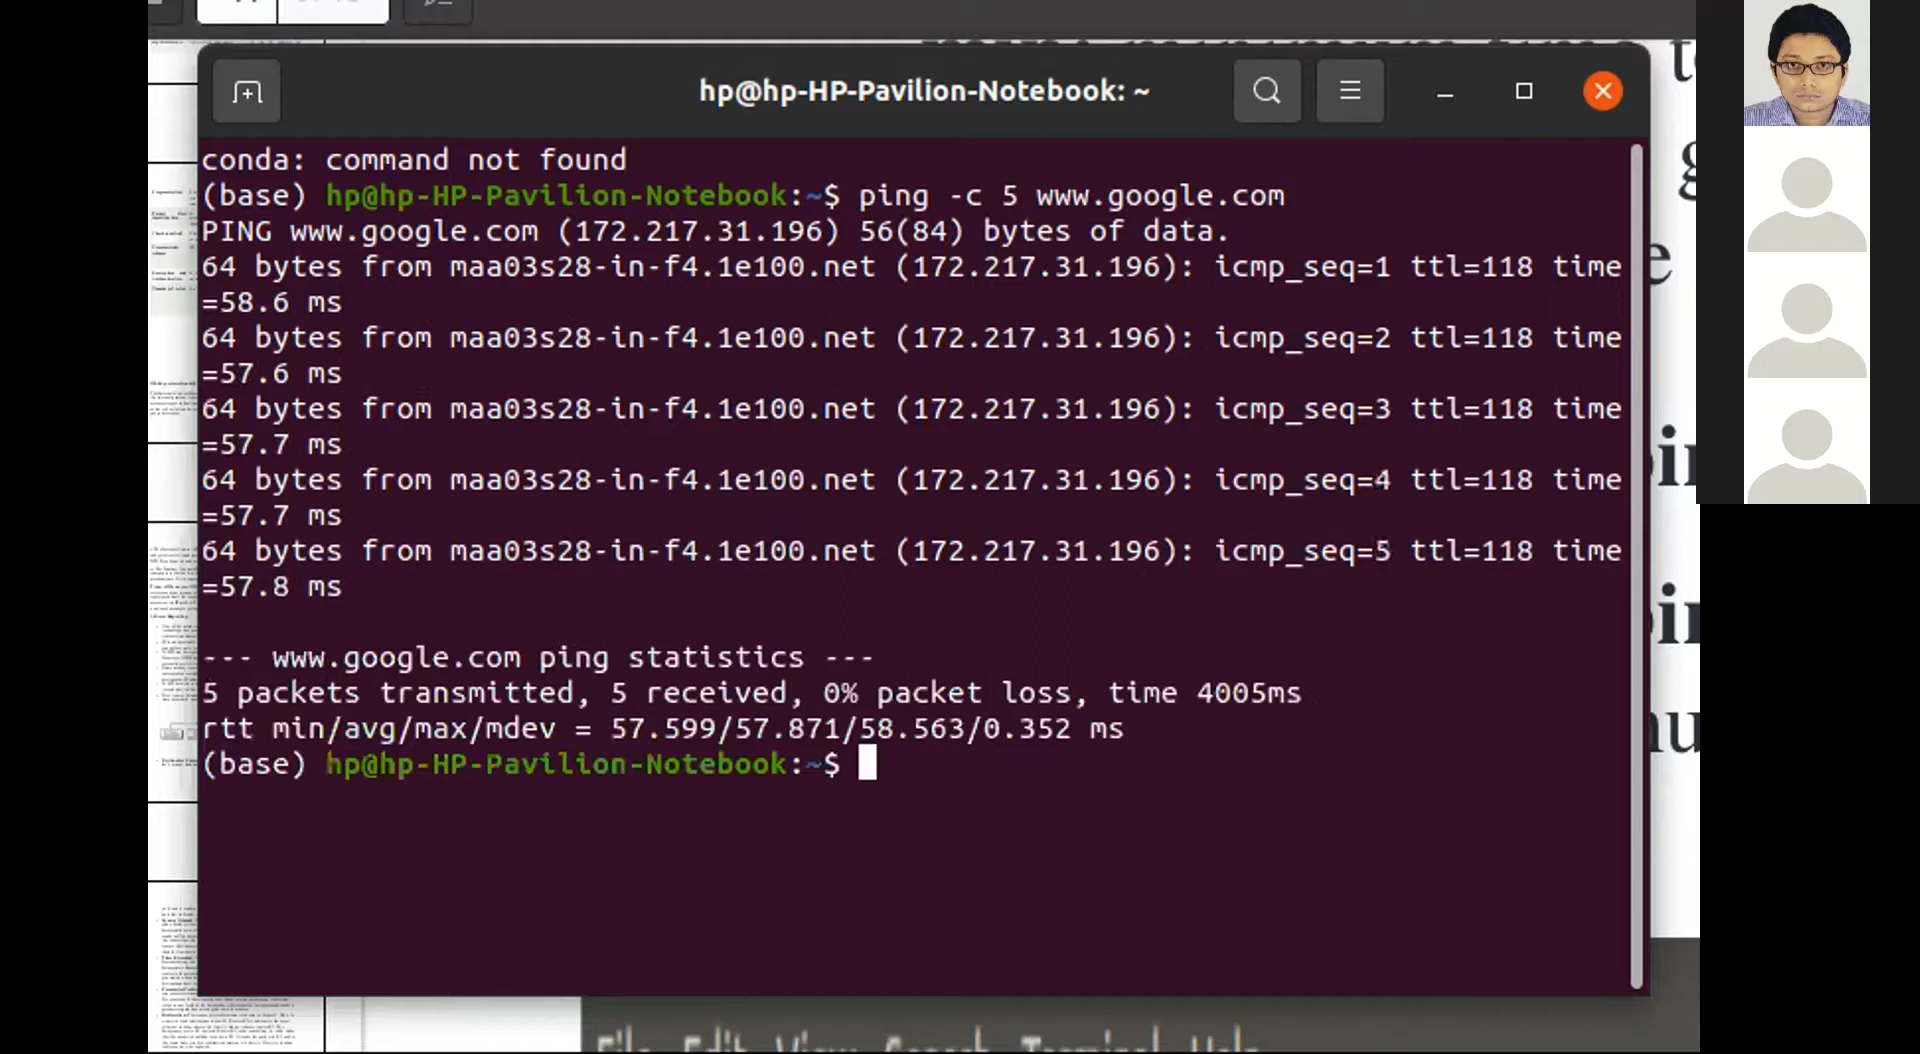 hp@hp-HP-Pavilion-Notebook: ~
conda: command not found
(base) hp@hp-HP-Pavilion-Notebook:~$ ping -c 5 www.google.com
PING www.google.com (172.217.31.196) 56(84) bytes of data.
64 bytes from maa03s28-in-f4.1e100.net (172.217.31.196): icmp_seq=1 ttl=118 time
=58.6 ms
64 bytes from maa03s28-in-f4.1e100.net (172.217.31.196): icmp_seq=2 ttl=118 time
=57.6 ms
64 bytes from maa03s28-in-f4.1e100.net (172.217.31.196): icmp_seq=3 ttl=118 time
=57.7 ms
64 bytes from maa03s28-in-f4.1e100.net (172.217.31.196): icmp_seq=4 ttl=118 time
=57.7 ms
64 bytes from maa03s28-in-f4.1e100.net (172.217.31.196): icmp_seq=5 ttl=118 time
=57.8 ms
--- www.google.com ping statistics ---
5 packets transmitted, 5 received, 0% packet loss, time 4005ms
rtt min/avg/max/mdev = 57.599/57.871/58.563/0.352 ms
(base) hp@hp-HP-Pavilion-Notebook:~$
File Edit View Search Terminal Help